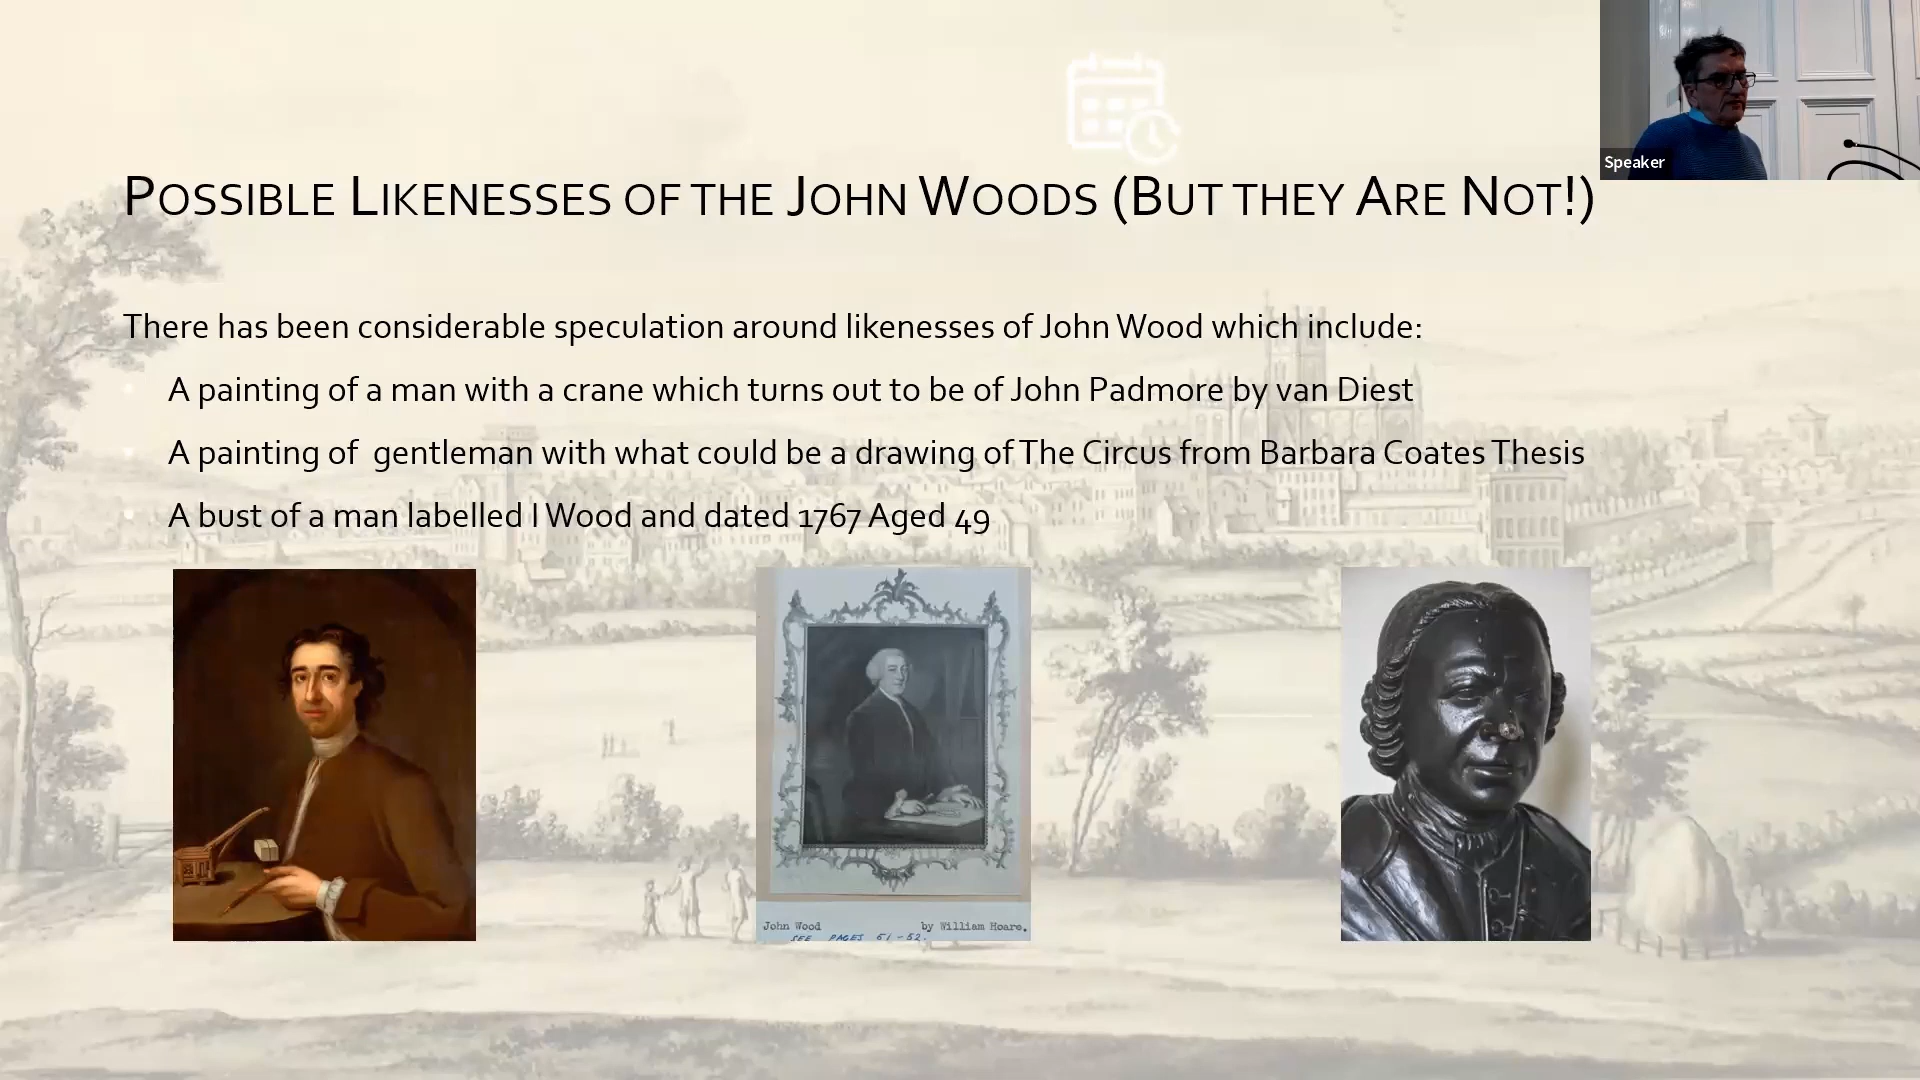 Speaker
Possible Likenesses of the John Woods (But they Are Not!)
There has been considerable speculation around likenesses of John Wood which include:
A painting of a man with a crane which turns out to be of John Padmore by van Diest
A painting of gentleman with what could be a drawing of The Circus from Barbara Coates Thesis
A bust of a man labelled I Wood and dated 1767 Aged 49
John Wood by William Hoare.
SEE PAGES 51-52.